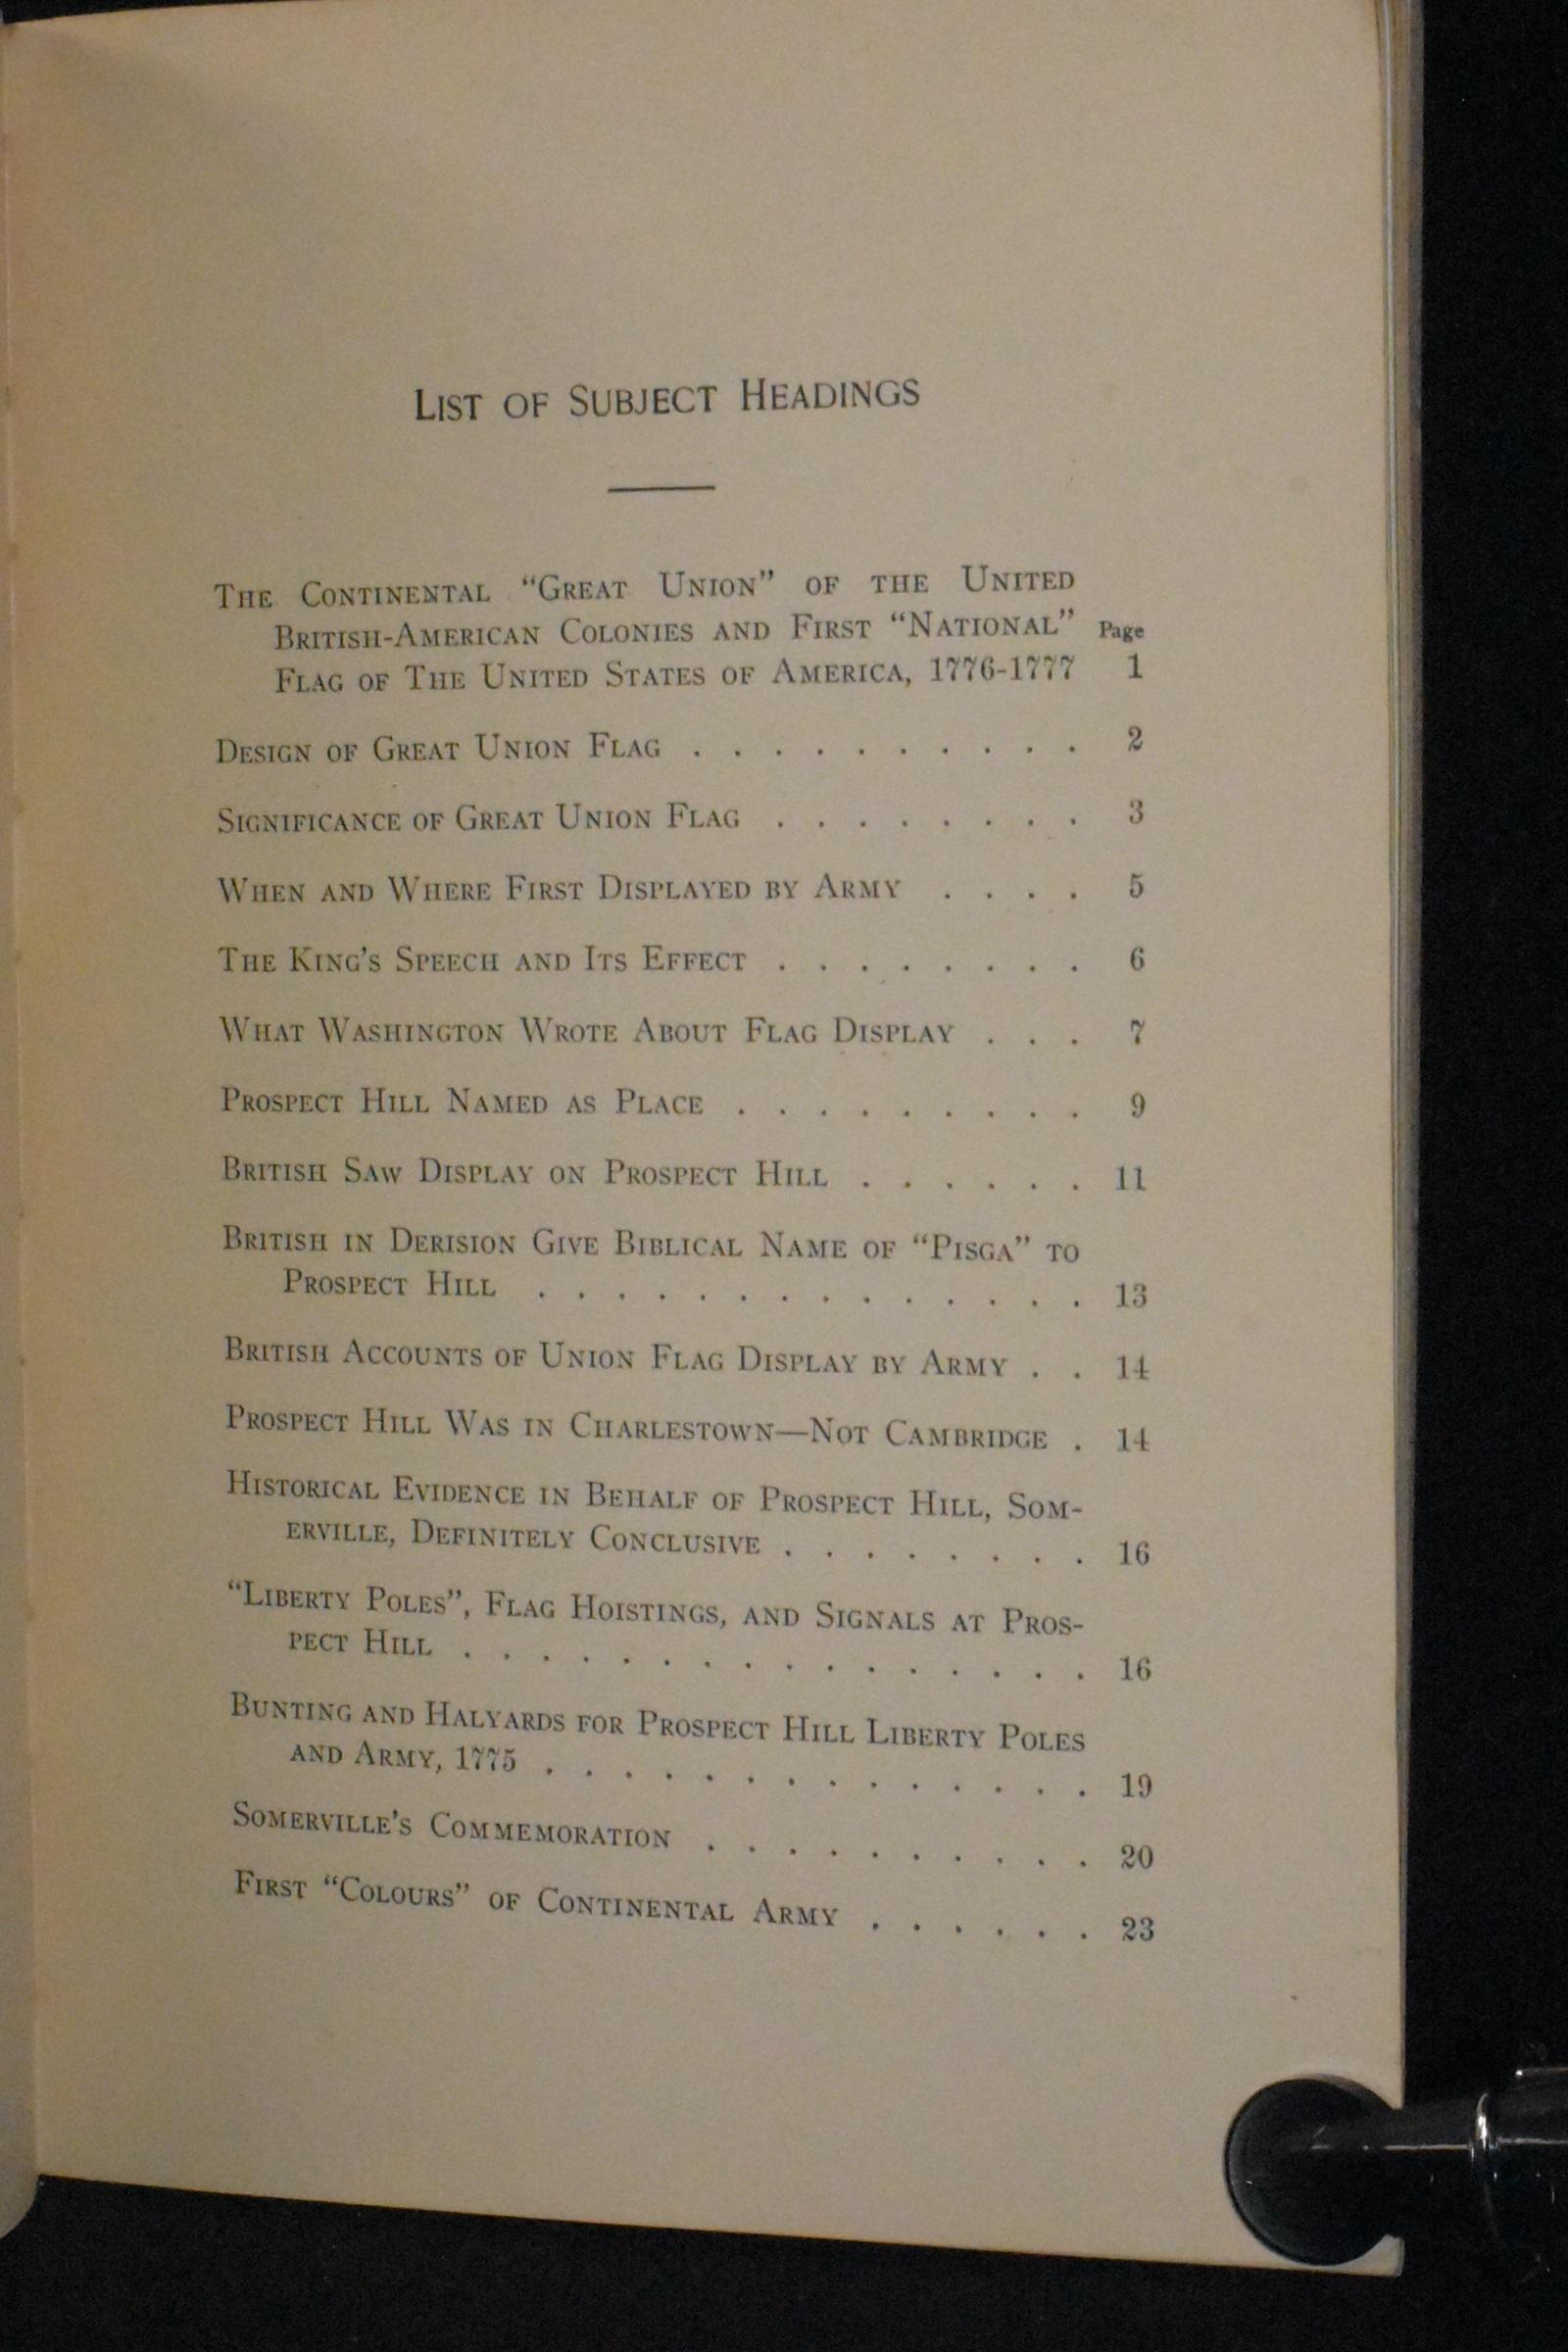 List of Subject Headings
The Continental “Great Union” of the United
British-American Colonies and First “National” Page
Flag of The United States of America, 1776-1777 1
Design of Great Union Flag . . . . . . . . . . 2
Significance of Great Union Flag . . . . . . . . 3
When and Where First Displayed by Army . . . . 5
The King’s Speech and Its Effect . . . . . . . . 6
What Washington Wrote About Flag Display . . . 7
Prospect Hill Named as Place . . . . . . . . . 9
British Saw Display on Prospect Hill . . . . . . 11
British in Derision Give Biblical Name of “Pisga” to
Prospect Hill . . . . . . . . . . . . . . 13
British Accounts of Union Flag Display by Army . . 14
Prospect Hill Was in Charlestown—Not Cambridge . 14
Historical Evidence in Behalf of Prospect Hill, Som-
erville, Definitely Conclusive . . . . . . . . 16
“Liberty Poles”, Flag Hoistings, and Signals at Pros-
pect Hill . . . . . . . . . . . . . . . . 16
Bunting and Halyards for Prospect Hill Liberty Poles
and Army, 1775 . . . . . . . . . . . . . . 19
Somerville's Commemoration . . . . . . . . . . 20
First “Colours” of Continental Army . . . . . . 23